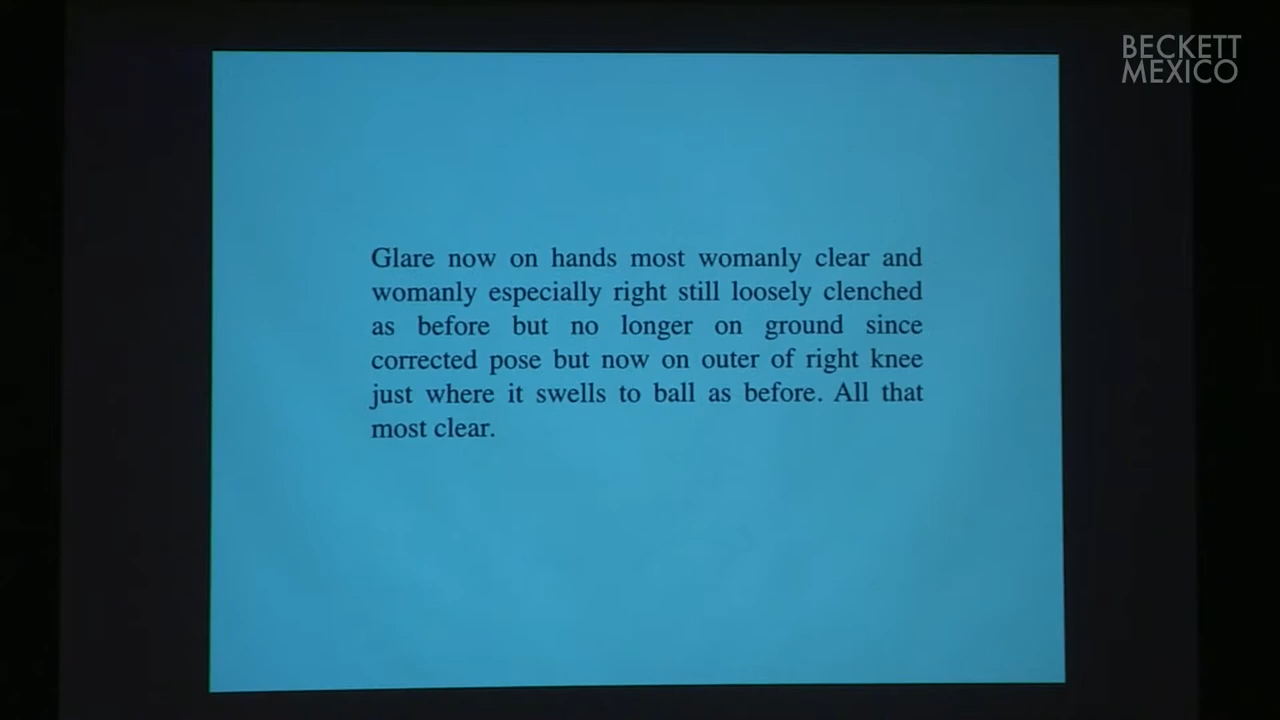 BECKETT
MEXICO
Glare now on hands most womanly clear and
womanly especially right still loosely clenched
as before but no longer on ground since
corrected pose but now on outer of right knee
just where it swells to ball as before. All that
most clear.